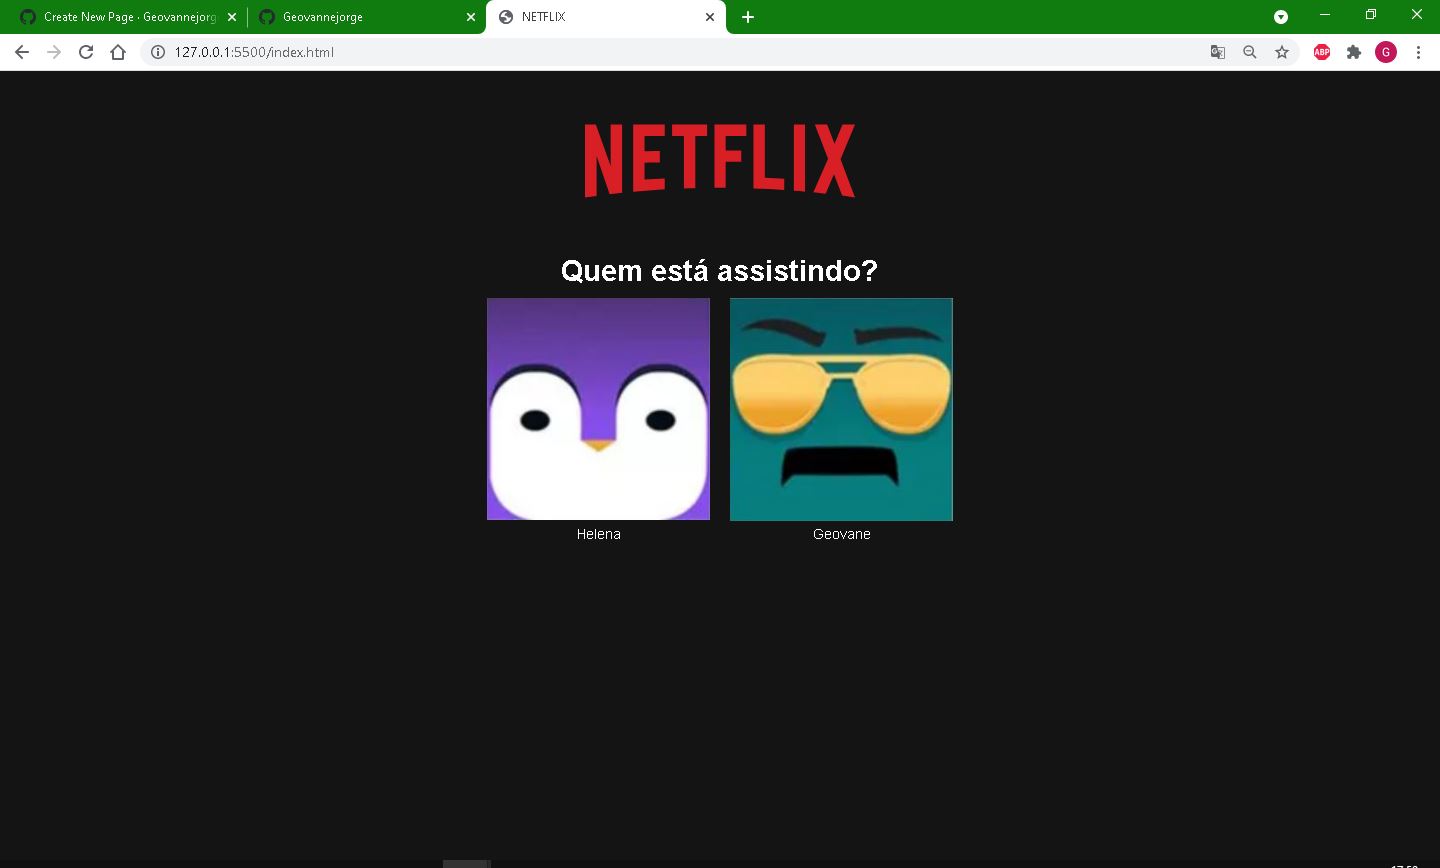 Create New Page · Geovannejorg
Geovannejorge
NETFLIX
127.0.0.1:5500/index.html
ABP
G
NETFLIX
Quem está assistindo?
Helena
Geovane